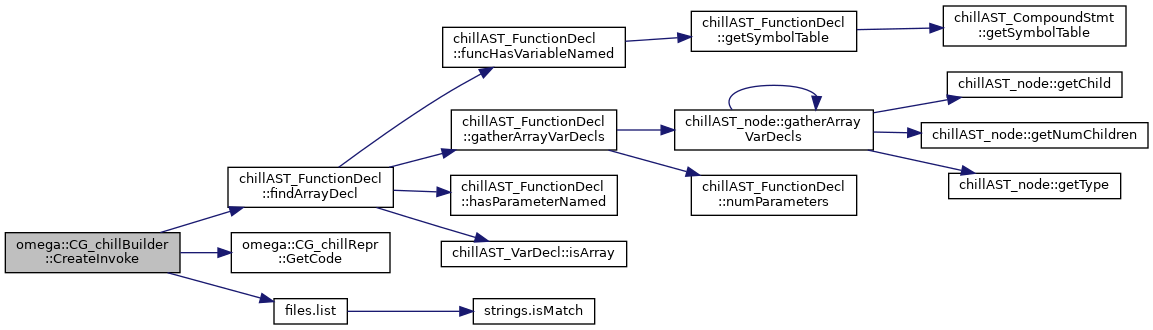 omega::CG_chillBuilder
::CreateInvoke
chillAST_FunctionDecl
::findArrayDecl
omega::CG_chillRepr
::GetCode
files.list
chillAST_FunctionDecl
::funcHasVariableNamed
chillAST_FunctionDecl
::gatherArrayVarDecls
chillAST_FunctionDecl
::hasParameterNamed
chillAST_VarDecl::isArray
strings.isMatch
chillAST_FunctionDecl
::getSymbolTable
chillAST_node::gatherArray
VarDecls
chillAST_FunctionDecl
::numParameters
chillAST_CompoundStmt
::getSymbolTable
chillAST_node::getChild
chillAST_node::getNumChildren
chillAST_node::getType